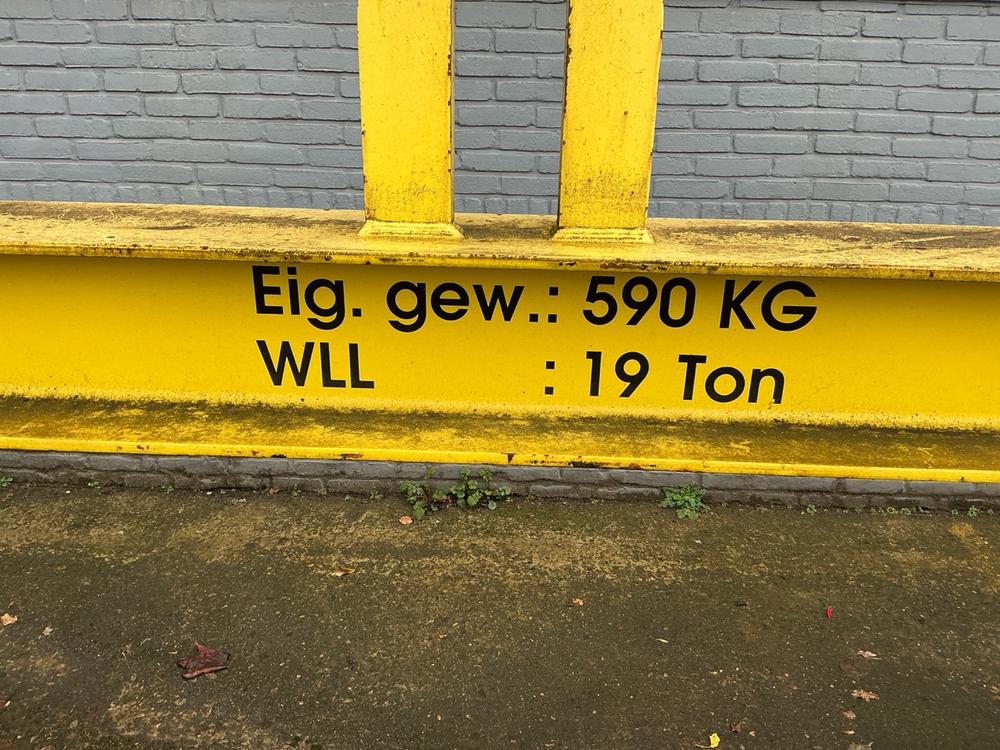 Eig. gew.: 590 KG
WLL : 19 Ton